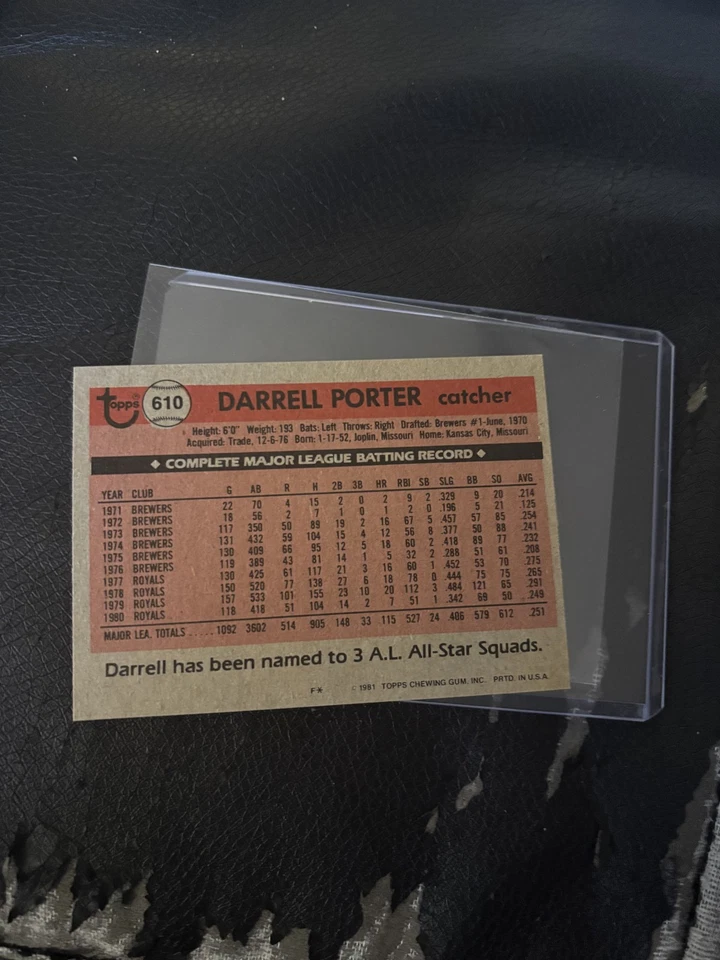 topps® 610 DARRELL PORTER catcher
Height: 6'0" Weight: 193 Bats: Left Throws: Right Drafted: Brewers #1-June, 1970
Acquired: Trade, 12-6-76 Born: 1-17-52, Joplin, Missouri Home: Kansas City, Missouri
◆ COMPLETE MAJOR LEAGUE BATTING RECORD ◆
YEAR CLUB G AB R H 2B 3B HR RBI SB SLG BB SO AVG
1971 BREWERS 22 70 4 15 2 0 2 9 2 .329 9 20 .214
1972 BREWERS 18 56 2 7 1 0 1 2 0 .196 5 21 .125
1973 BREWERS 117 350 50 89 19 2 16 67 5 .457 57 85 .254
1974 BREWERS 131 432 59 104 15 4 12 56 8 .377 50 88 .241
1975 BREWERS 130 409 66 95 12 5 18 60 2 .418 89 77 .232
1976 BREWERS 119 389 43 81 14 1 5 32 2 .288 51 61 .208
1977 ROYALS 130 425 61 117 21 3 16 60 1 .452 53 70 .275
1978 ROYALS 150 520 77 138 27 6 18 78 0 .444 75 75 .265
1979 ROYALS 157 533 101 155 23 10 20 112 3 .484 121 65 .291
1980 ROYALS 118 418 51 104 14 2 7 51 1 .342 69 50 .249
MAJOR LEA. TOTALS ..... 1092 3602 514 905 148 33 115 527 24 .406 579 612 .251
Darrell has been named to 3 A.L. All-Star Squads.
F* © 1981 TOPPS CHEWING GUM, INC. PRTD. IN U.S.A.